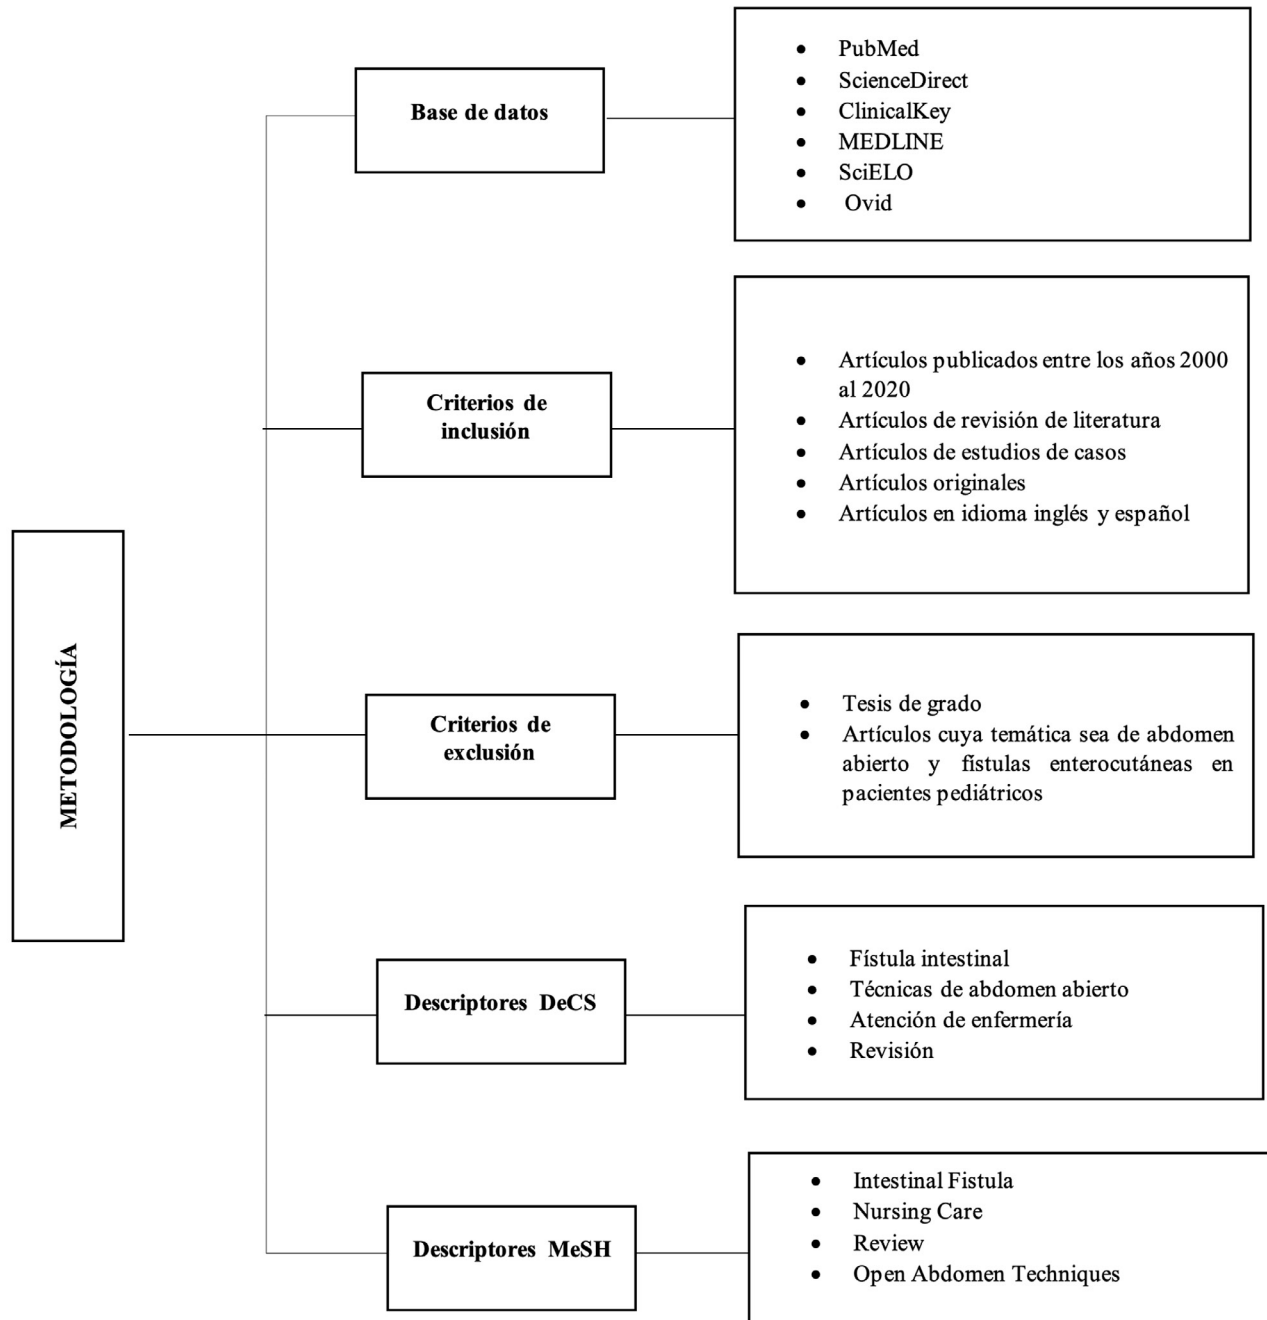 METODOLOGÍA
Base de datos
• PubMed
• ScienceDirect
• ClinicalKey
• MEDLINE
• SciELO
• Ovid
Criterios de
inclusión
• Artículos publicados entre los años 2000
al 2020
• Artículos de revisión de literatura
• Artículos de estudios de casos
• Artículos originales
• Artículos en idioma inglés y español
Criterios de
exclusión
• Tesis de grado
• Artículos cuya temática sea de abdomen
abierto y fístulas enterocutáneas en
pacientes pediátricos
Descriptores DeCS
• Fístula intestinal
• Técnicas de abdomen abierto
• Atención de enfermería
• Revisión
Descriptores MeSH
• Intestinal Fistula
• Nursing Care
• Review
• Open Abdomen Techniques